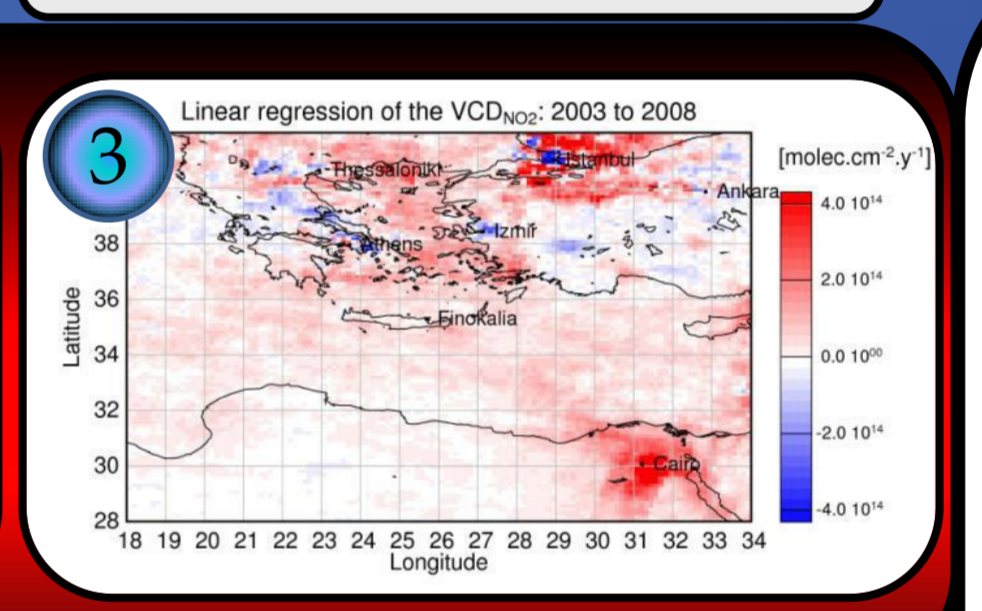 3
Linear regression of the VCDNO2: 2003 to 2008
[molec.cm-2.y-1]
Istanbul
Thessaloniki
Ankara
4.0 1014
Izmir
38
Athens
2.0 1014
36
Finokalia
Latitude
34
0.0 1000
32
-2.0 1014
30
Cairo
-4.0 1014
28
18 19 20 21 22 23 24 25 26 27 28 29 30 31 32 33 34
Longitude